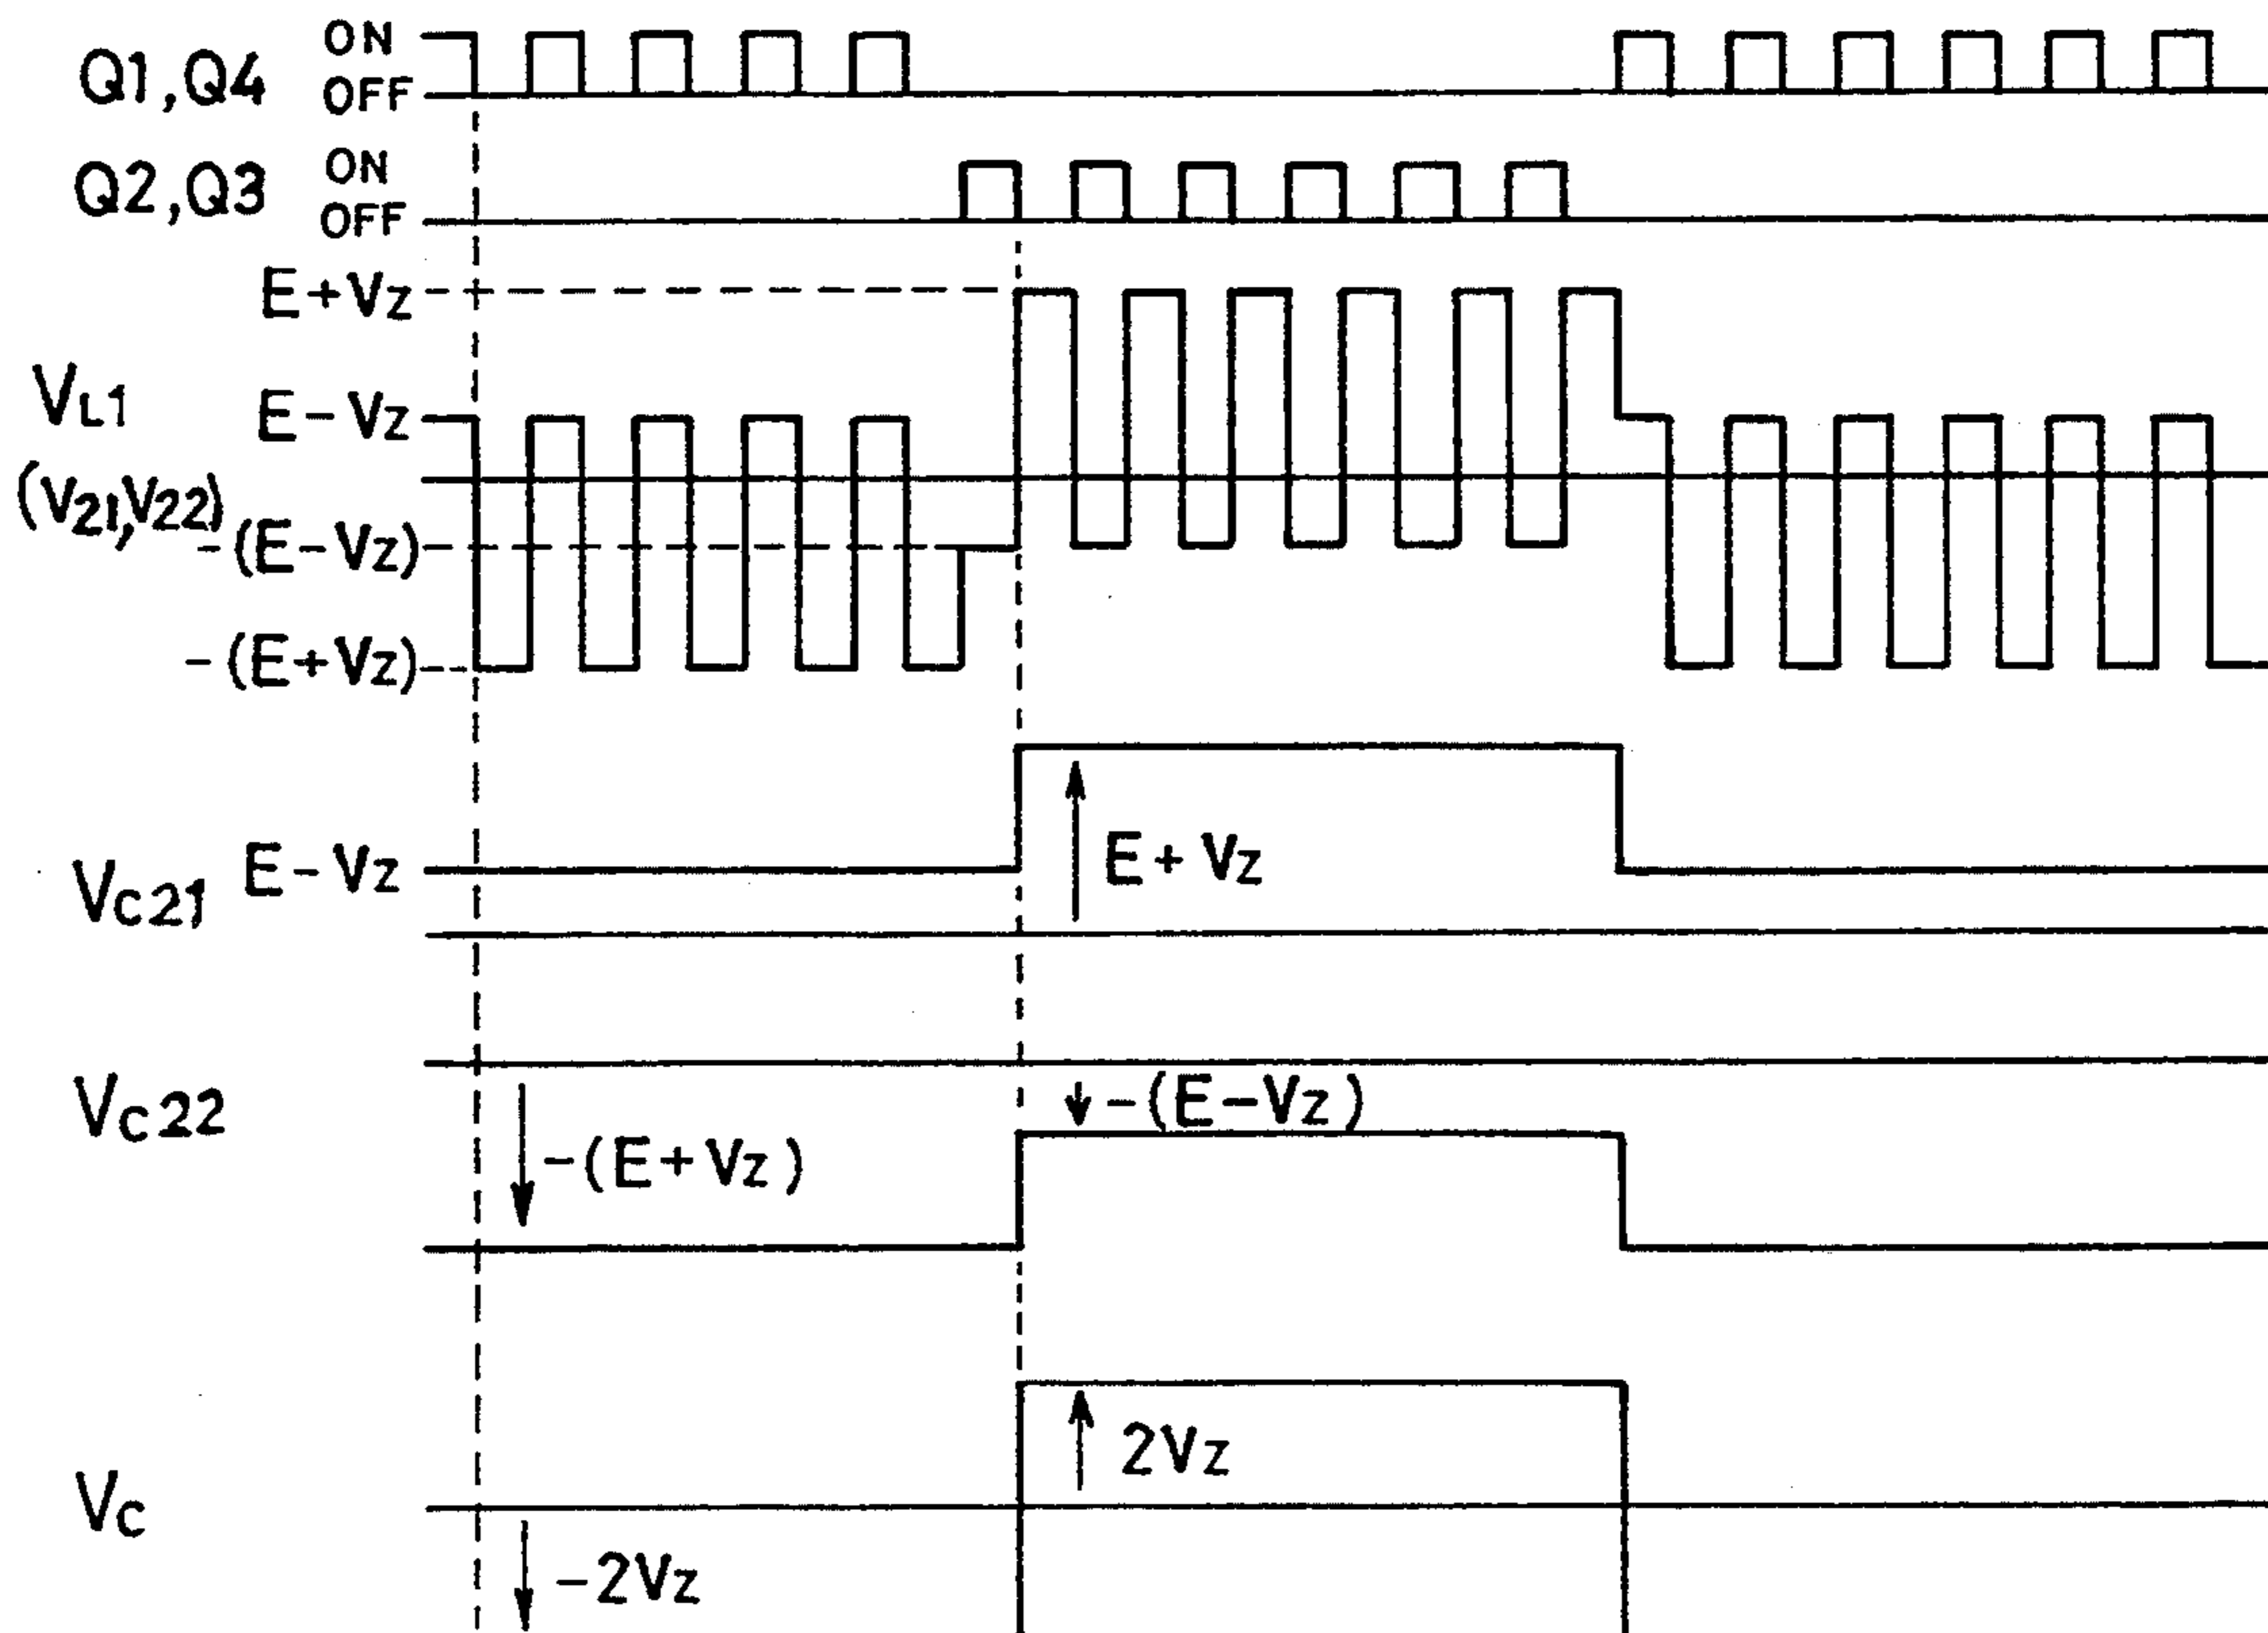 Q1,Q4 ON
OFF
Q2,Q3 ON
OFF
E+VZ
VL1 E-VZ
(V21,V22)
-(E-VZ)
-(E+VZ)
E+VZ
VC21 E-VZ
VC22 -(E-VZ)
-(E+VZ)
2VZ
VC
-2VZ